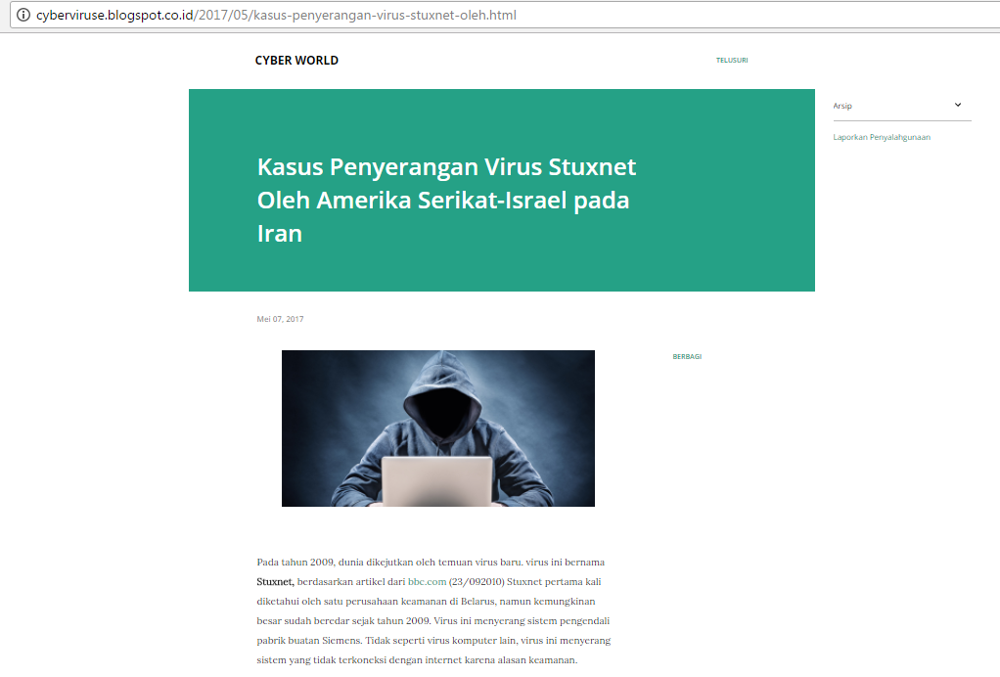 cyberviruse.blogspot.co.id/2017/05/kasus-penyerangan-virus-stuxnet-oleh.html
CYBER WORLD
TELUSURI
Arsip
Laporkan Penyalahgunaan
Kasus Penyerangan Virus Stuxnet
Oleh Amerika Serikat-Israel pada
Iran
Mei 07, 2017
BERBAGI
Pada tahun 2009, dunia dikejutkan oleh temuan virus baru. virus ini bernama
Stuxnet, berdasarkan artikel dari bbc.com (23/092010) Stuxnet pertama kali
diketahui oleh satu perusahaan keamanan di Belarus, namun kemungkinan
besar sudah beredar sejak tahun 2009. Virus ini menyerang sistem pengendali
pabrik buatan Siemens. Tidak seperti virus komputer lain, virus ini menyerang
sistem yang tidak terkoneksi dengan internet karena alasan keamanan.